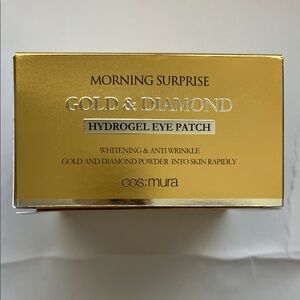 MORNING SURPRISE
GOLD & DIAMOND
HYDROGEL EYE PATCH
WHITENING & ANTI WRINKLE
GOLD AND DIAMOND POWDER INTO SKIN RAPIDLY
cos:mura